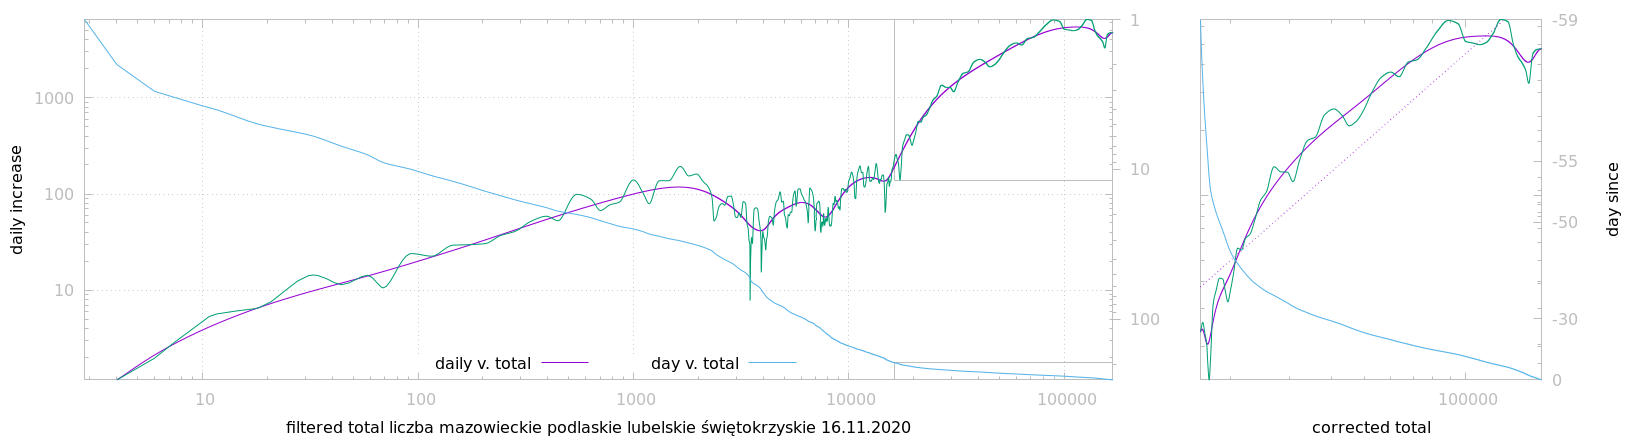 daily increase
1000
100
10
10
100
1000
10000
100000
1
10
100
daily v. total
day v. total
filtered total liczba mazowieckie podlaskie lubelskie świętokrzyskie 16.11.2020
-59
-55
-50
-30
0
day since
100000
corrected total